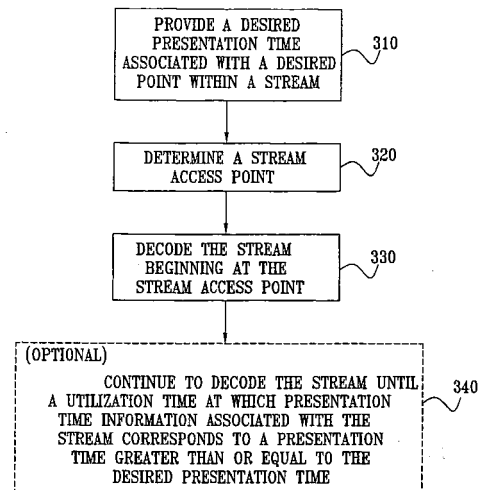 PROVIDE A DESIRED
PRESENTATION TIME
ASSOCIATED WITH A DESIRED
POINT WITHIN A STREAM
310
DETERMINE A STREAM
ACCESS POINT
320
DECODE THE STREAM
BEGINNING AT THE
STREAM ACCESS POINT
330
(OPTIONAL)
CONTINUE TO DECODE THE STREAM UNTIL
A UTILIZATION TIME AT WHICH PRESENTATION
TIME INFORMATION ASSOCIATED WITH THE
STREAM CORRESPONDS TO A PRESENTATION
TIME GREATER THAN OR EQUAL TO THE
DESIRED PRESENTATION TIME
340